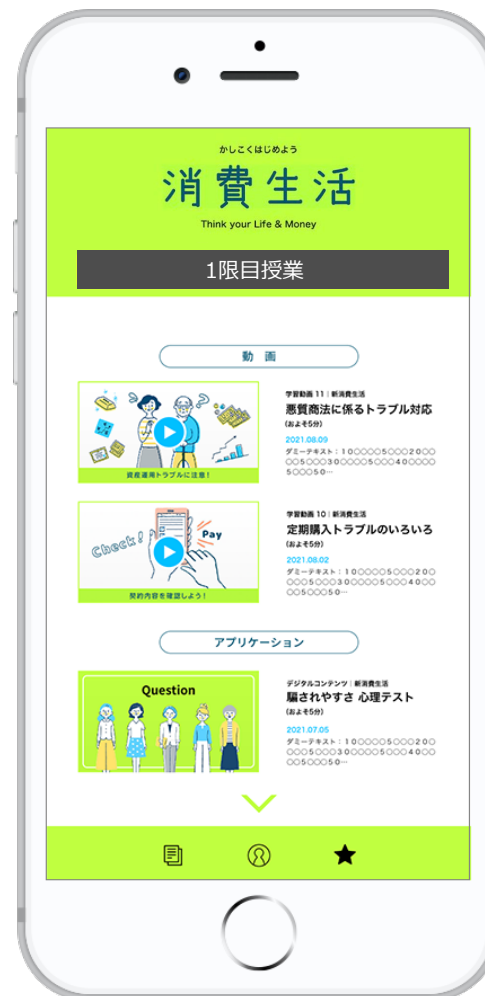 かしこくはじめよう
消費生活
Think your Life & Money
1限目授業
動 画
資産運用トラブルに注意！
学習動画 11｜新消費生活
悪質商法に係るトラブル対応
(およそ5分)
2021.08.09
ダミーテキスト：１０○○○○５○○○２０○
○○５○○○３０○○○○５○○○４０○○○○
５○○○５０…
Check!
Pay
契約内容を確認しよう！
学習動画 10｜新消費生活
定期購入トラブルのいろいろ
(およそ5分)
2021.08.02
ダミーテキスト：１０○○○○５○○○２０○
○○○５○○○３０○○○○５○○○４０○○
○○５○○○５０…
アプリケーション
Question
デジタルコンテンツ｜新消費生活
騙されやすさ 心理テスト
(およそ5分)
2021.07.05
ダミーテキスト：１０○○○○５○○○２０○
○○○５○○○３０○○○○５○○○４０○○
○○５○○○５０…